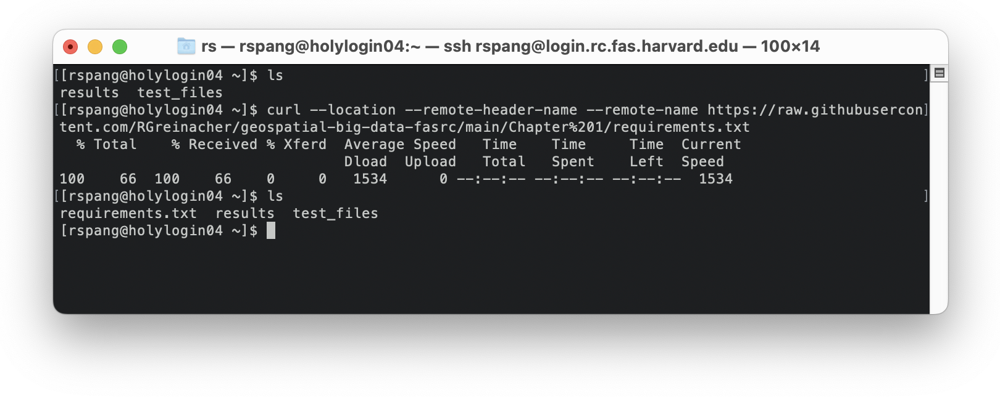 rs — rspang@holylogin04:~ — ssh rspang@login.rc.fas.harvard.edu — 100×14
[[rspang@holylogin04 ~]$ ls ]
results  test_files
[[rspang@holylogin04 ~]$ curl --location --remote-header-name --remote-name https://raw.githubusercon]
tent.com/RGreinacher/geospatial-big-data-fasrc/main/Chapter%201/requirements.txt
  % Total    % Received % Xferd  Average Speed   Time    Time     Time  Current
                                 Dload  Upload   Total   Spent    Left  Speed
100    66  100    66    0     0   1534      0 --:--:-- --:--:-- --:--:--  1534
[[rspang@holylogin04 ~]$ ls ]
requirements.txt  results  test_files
[rspang@holylogin04 ~]$